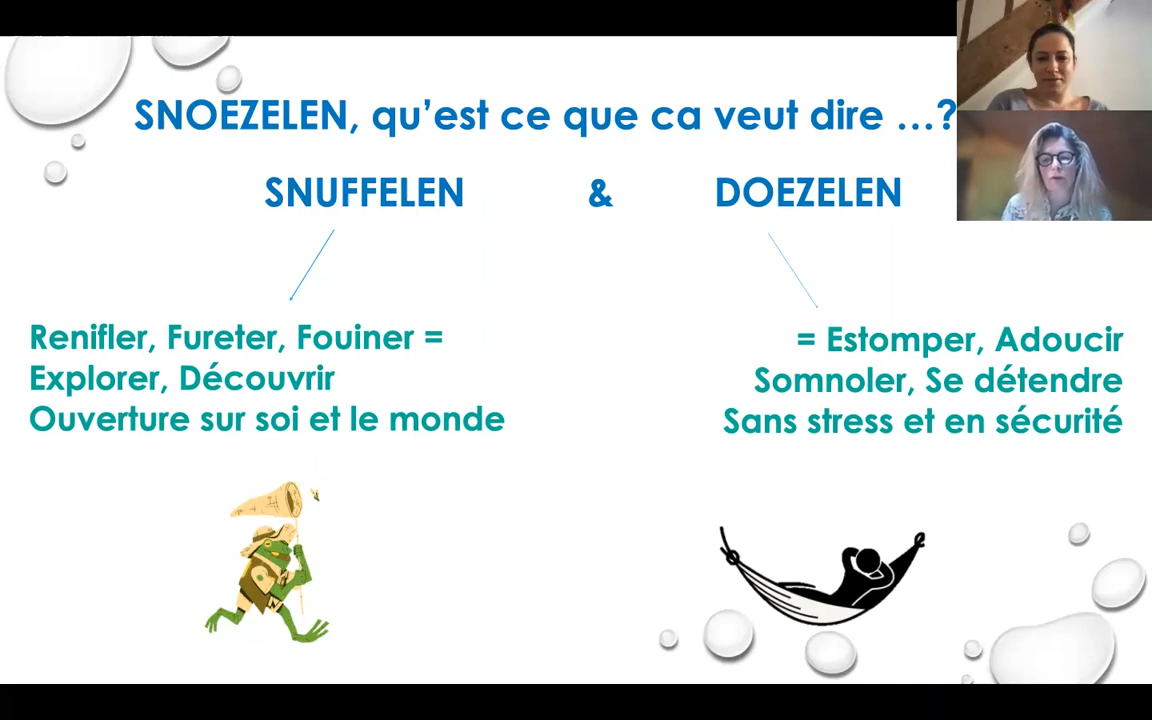 SNOEZELEN, qu’est ce que ca veut dire …?
SNUFFELEN & DOEZELEN
Renifler, Fureter, Fouiner =
Explorer, Découvrir
Ouverture sur soi et le monde
= Estomper, Adoucir
Somnoler, Se détendre
Sans stress et en sécurité